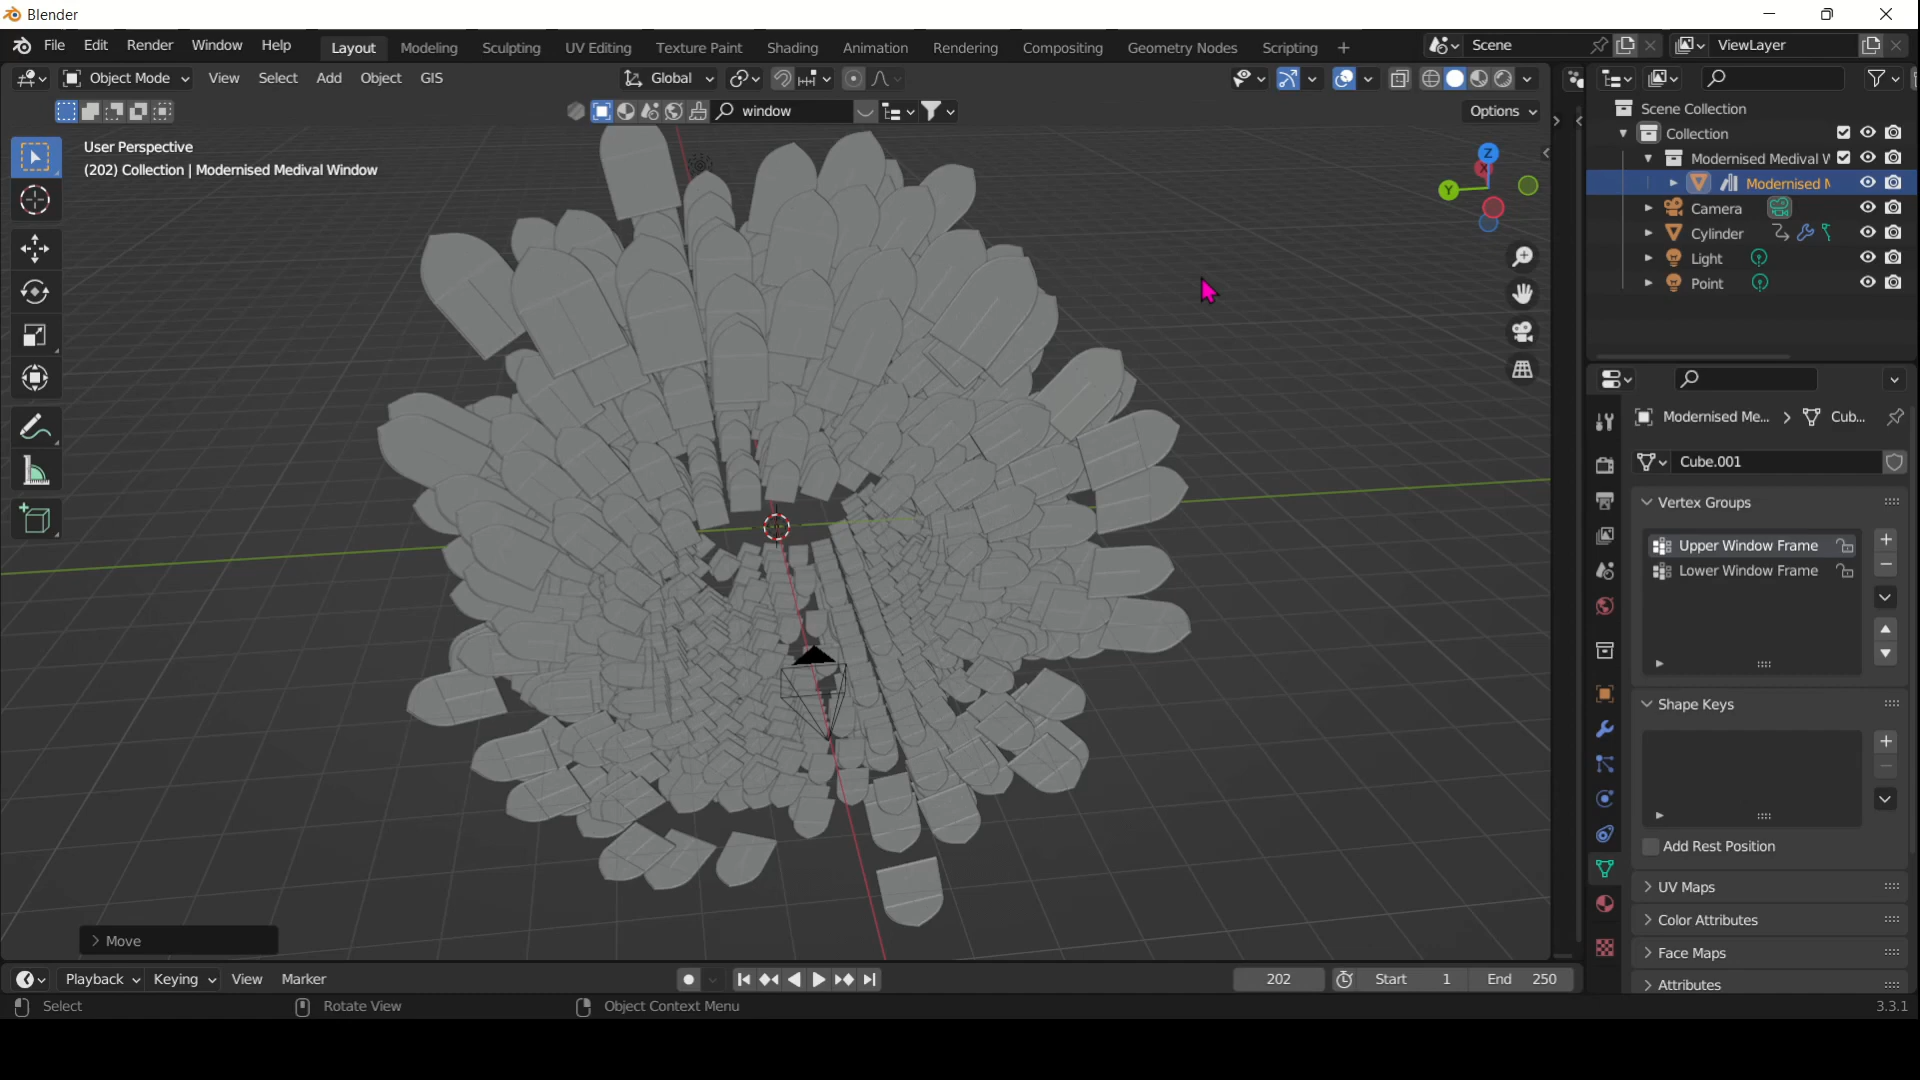 Blender
File Edit Render Window Help Layout Modeling Sculpting UV Editing Texture Paint Shading Animation Rendering Compositing Geometry Nodes Scripting + Scene ViewLayer
Object Mode View Select Add Object GIS Global
window Options
User Perspective
(202) Collection | Modernised Medival Window
X
Y
Z
Scene Collection
Collection
Modernised Medival W
Modernised M
Camera
Cylinder
Light
Point
Modernised Me... > Cub...
Cube.001
Vertex Groups
Upper Window Frame
Lower Window Frame
Shape Keys
Add Rest Position
UV Maps
Color Attributes
Face Maps
Attributes
> Move
Playback Keying View Marker 202 Start 1 End 250
Select Rotate View Object Context Menu 3.3.1